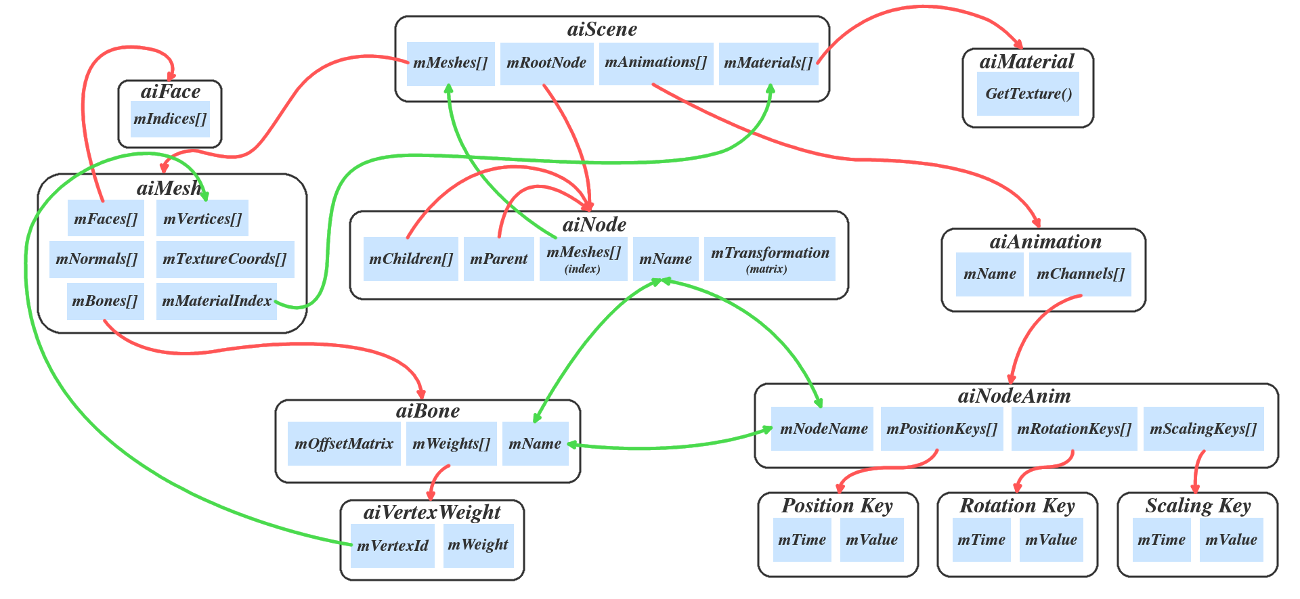 aiScene
mMeshes[] mRootNode mAnimations[] mMaterials[]
aiMaterial
GetTexture()
aiFace
mIndices[]
aiMesh
mFaces[] mVertices[]
mNormals[] mTextureCoords[]
mBones[] mMaterialIndex
aiNode
mChildren[] mParent mMeshes[] mName mTransformation
(index) (matrix)
aiAnimation
mName mChannels[]
aiBone
mOffsetMatrix mWeights[] mName
aiNodeAnim
mNodeName mPositionKeys[] mRotationKeys[] mScalingKeys[]
aiVertexWeight
mVertexId mWeight
Position Key
mTime mValue
Rotation Key
mTime mValue
Scaling Key
mTime mValue